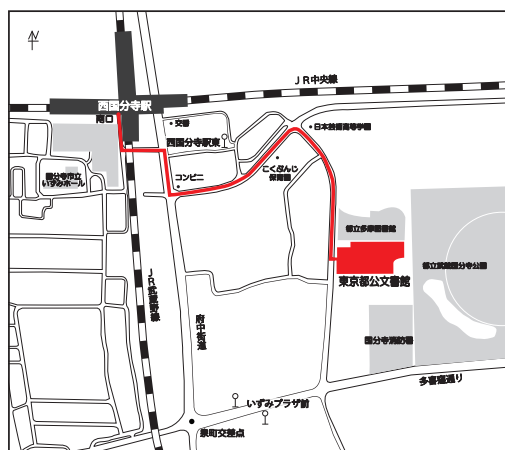 N
JR中央線
西国分寺駅
南口
交番
西国分寺駅東
日本芸術高等学園
国分寺市立
いずみホール
コンビニ
こくぶんじ
保育園
都立多摩図書館
都立武蔵国分寺公園
東京都公文書館
JR武蔵野線
府中街道
国分寺消防署
多喜窪通り
いずみプラザ前
泉町交差点